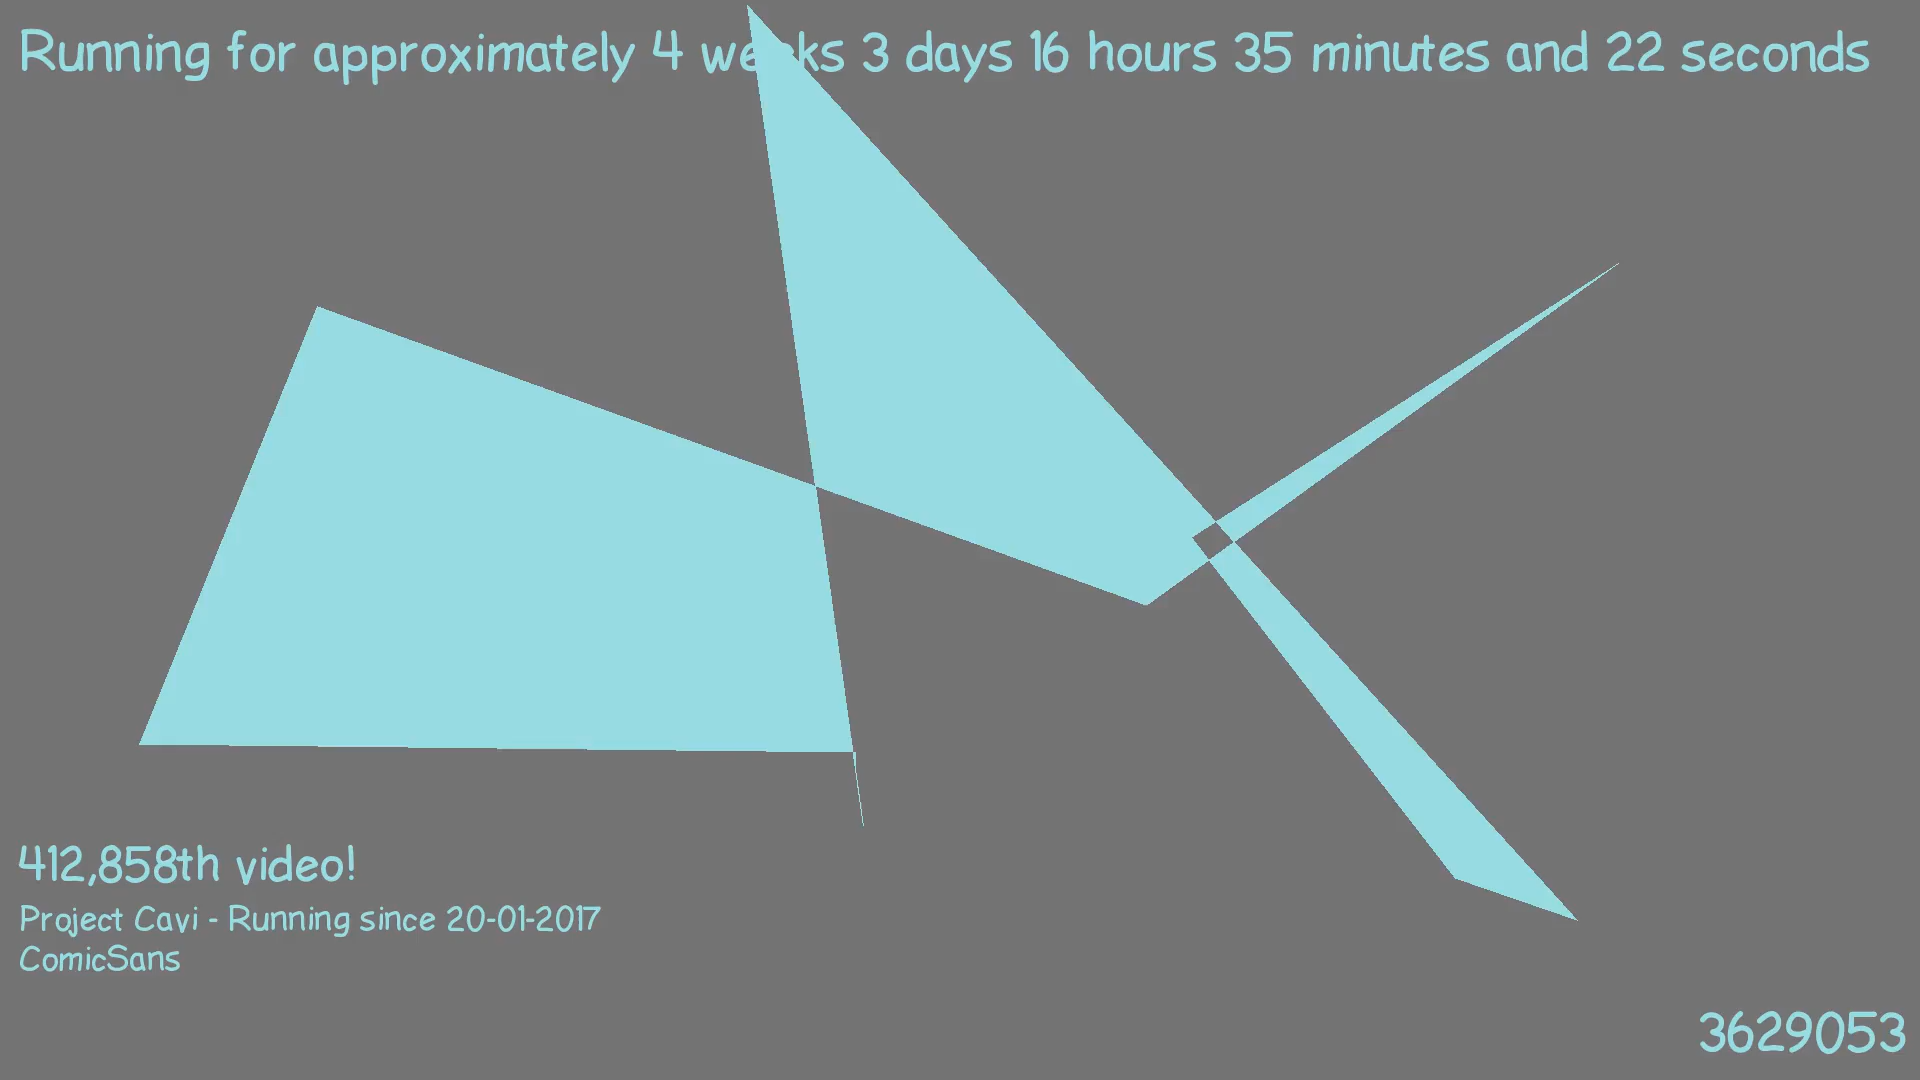 Running for approximately 4 weeks 3 days 16 hours 35 minutes and 22 seconds
412,858th video!
Project Cavi - Running since 20-01-2017
ComicSans
3629053